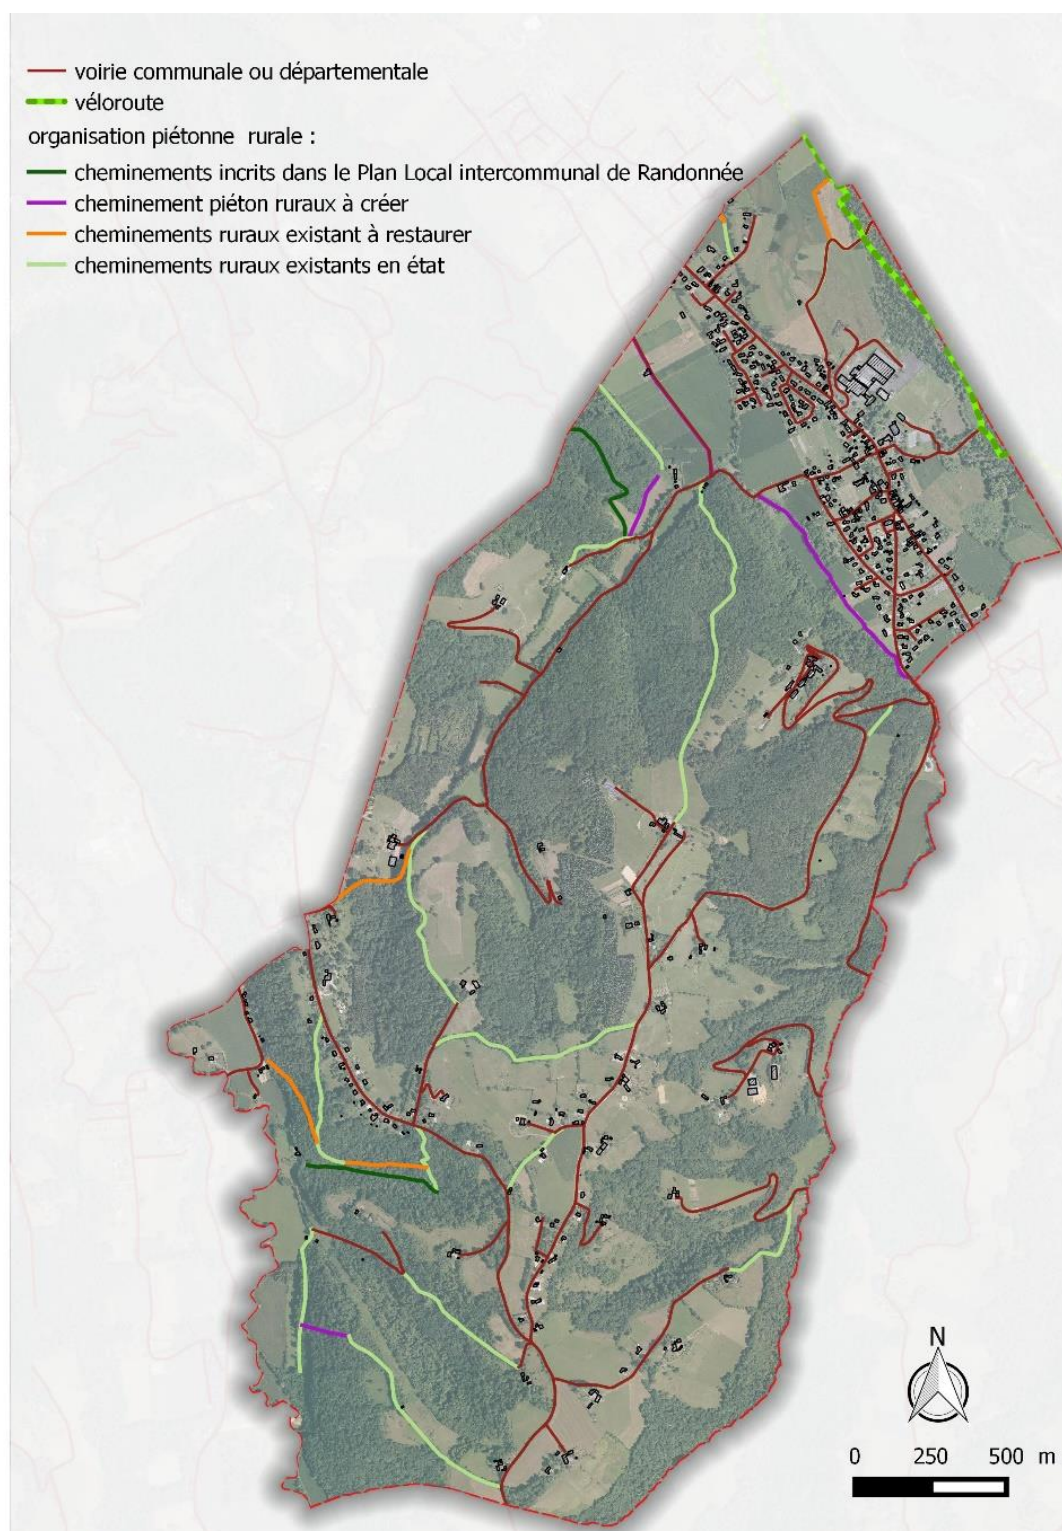 voirie communale ou départementale
véloroute
organisation piétonne rurale :
cheminements incrits dans le Plan Local intercommunal de Randonnée
cheminement piéton ruraux à créer
cheminements ruraux existant à restaurer
cheminements ruraux existants en état
N
0 250 500 m